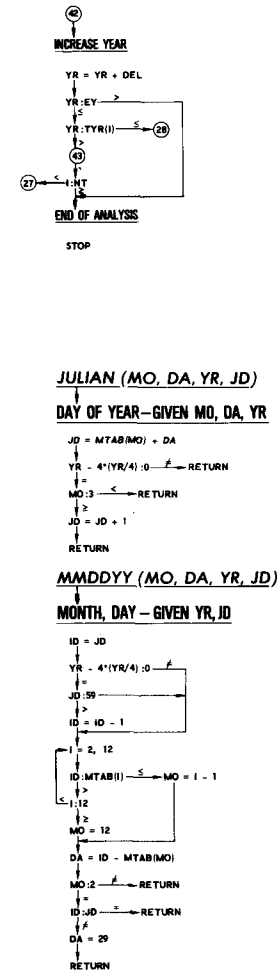 42
INCREASE YEAR
YR = YR + DEL
YR:EY >
≤
YR:TYR(I) ≤ 28
>
43
27 < I:NT
≥
END OF ANALYSIS
STOP
JULIAN (MO, DA, YR, JD)
DAY OF YEAR—GIVEN MO, DA, YR
JD = MTAB(MO) + DA
YR - 4*(YR/4) :0 ≠ RETURN
=
MO:3 < RETURN
≥
JD = JD + 1
RETURN
MMDDYY (MO, DA, YR, JD)
MONTH, DAY — GIVEN YR, JD
ID = JD
YR - 4*(YR/4) :0 ≠
=
JD:59
>
ID = ID - 1
I = 2, 12
ID:MTAB(I) ≤ MO = I - 1
>
< I:12
≥
MO = 12
DA = ID - MTAB(MO)
MO:2 ≠ RETURN
=
ID:JD = RETURN
≠
DA = 29
RETURN